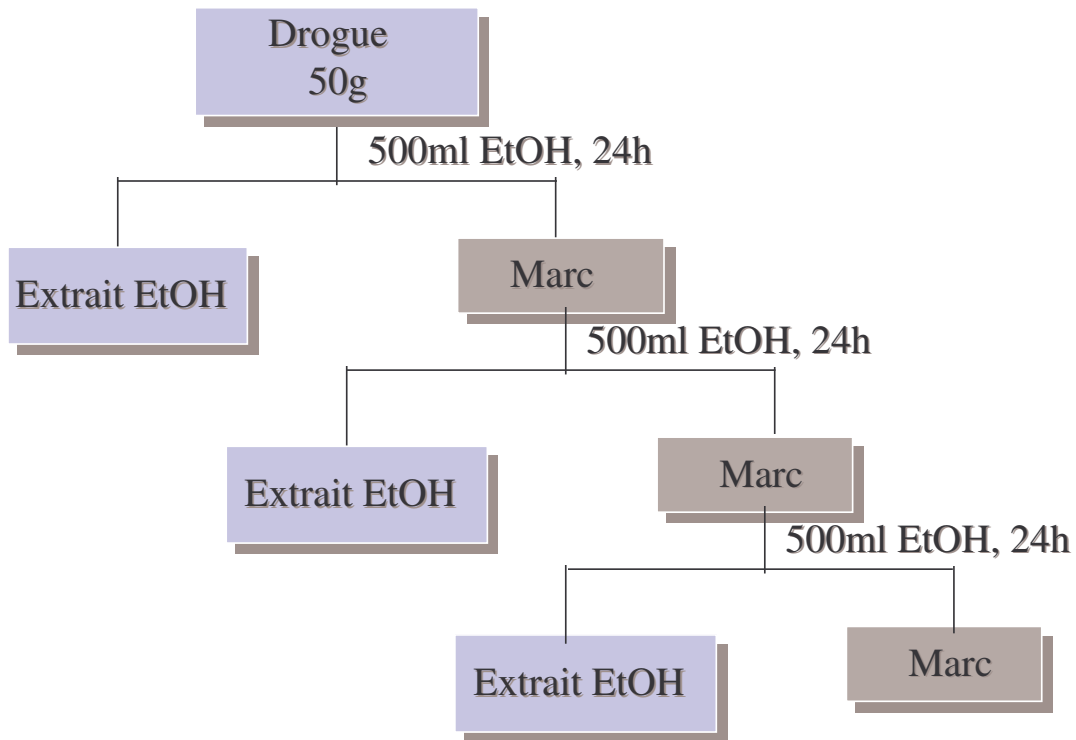 Drogue
50g
500ml EtOH, 24h
Extrait EtOH
Marc
500ml EtOH, 24h
Extrait EtOH
Marc
500ml EtOH, 24h
Extrait EtOH
Marc